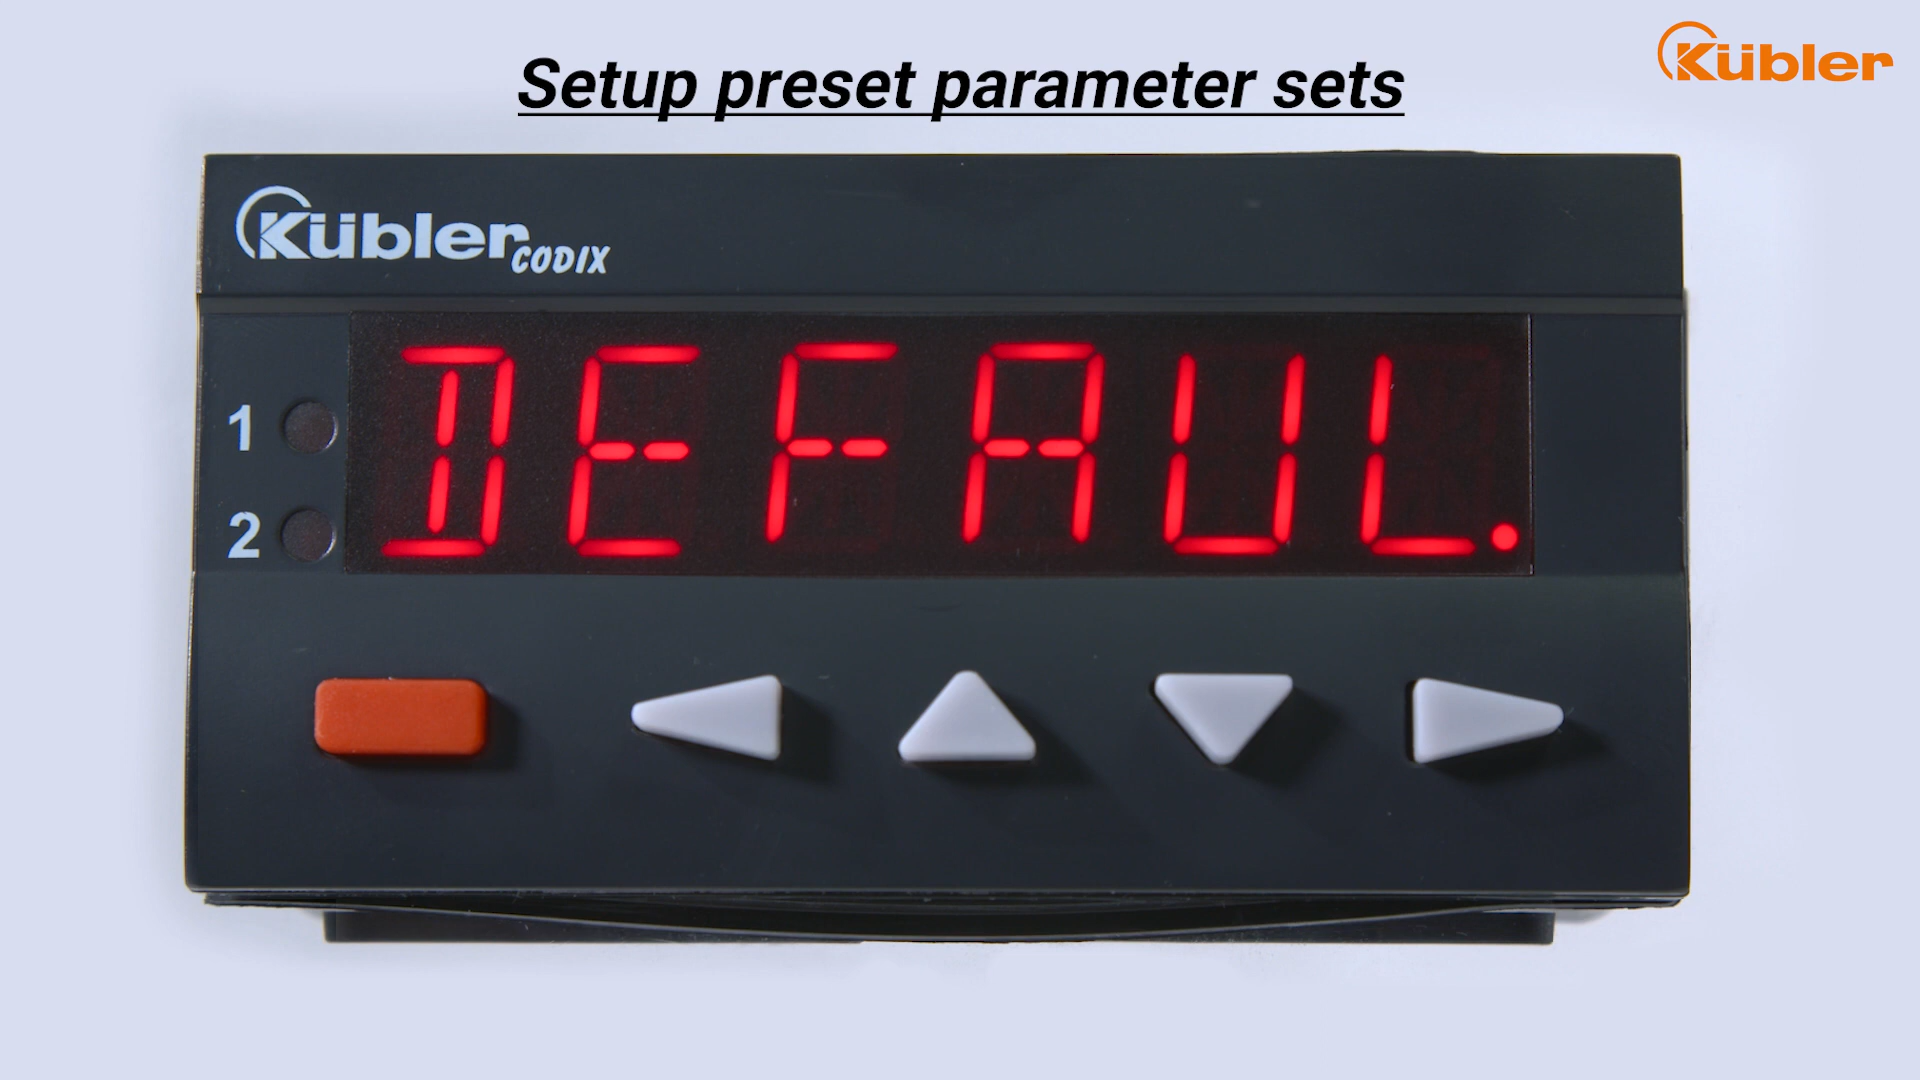 Setup preset parameter sets
Kübler
Kübler CODIX
DEFAUL.
1
2